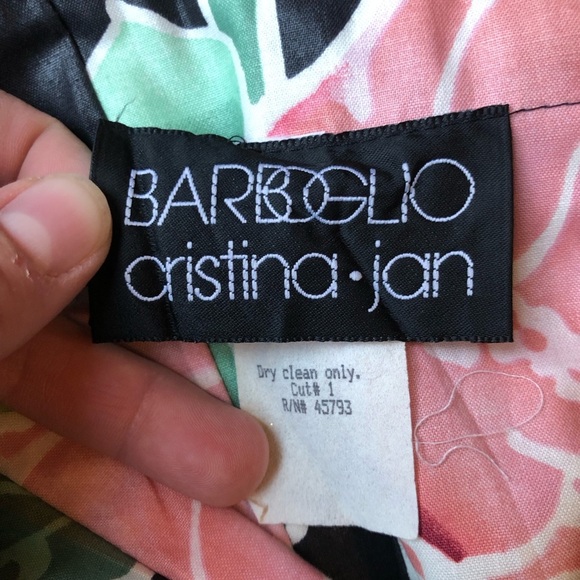 BARBOGLIO
cristina·jan
Dry clean only.
Cut# 1
R/N# 45793